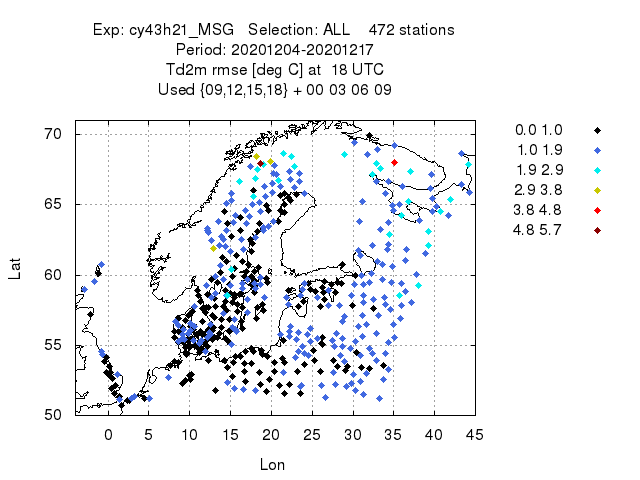 Exp: cy43h21_MSG   Selection: ALL    472 stations
Period: 20201204-20201217
Td2m rmse [deg C] at  18 UTC
Used {09,12,15,18} + 00 03 06 09
70
65
60
55
50
Lat
0 5 10 15 20 25 30 35 40 45
Lon
0.0 1.0
1.0 1.9
1.9 2.9
2.9 3.8
3.8 4.8
4.8 5.7